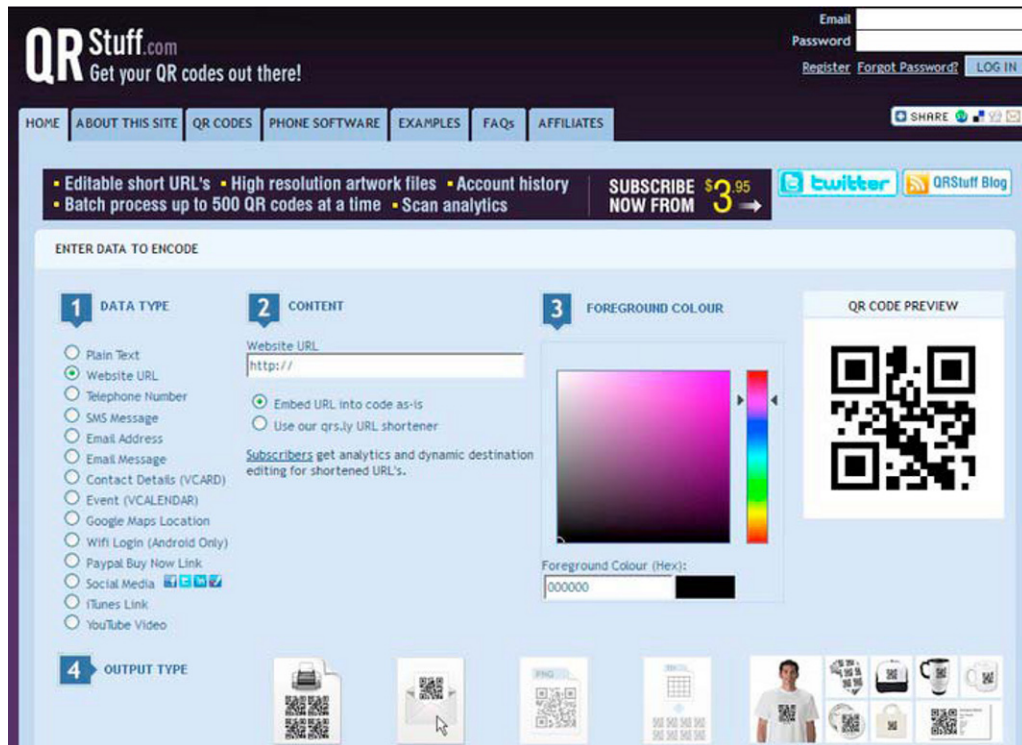 Email
Password
Register Forgot Password? LOG IN
QR Stuff.com
Get your QR codes out there!
HOME ABOUT THIS SITE QR CODES PHONE SOFTWARE EXAMPLES FAQs AFFILIATES
SHARE
▪ Editable short URL's ▪ High resolution artwork files ▪ Account history
▪ Batch process up to 500 QR codes at a time ▪ Scan analytics
SUBSCRIBE
NOW FROM $3.95
twitter
QRStuff Blog
ENTER DATA TO ENCODE
1 DATA TYPE
Plain Text
Website URL
Telephone Number
SMS Message
Email Address
Email Message
Contact Details (VCARD)
Event (VCALENDAR)
Google Maps Location
Wifi Login (Android Only)
Paypal Buy Now Link
Social Media
iTunes Link
YouTube Video
2 CONTENT
Website URL
http://
Embed URL into code as-is
Use our qrs.ly URL shortener
Subscribers get analytics and dynamic destination
editing for shortened URL's.
3 FOREGROUND COLOUR
Foreground Colour (Hex):
000000
QR CODE PREVIEW
4 OUTPUT TYPE
PNG